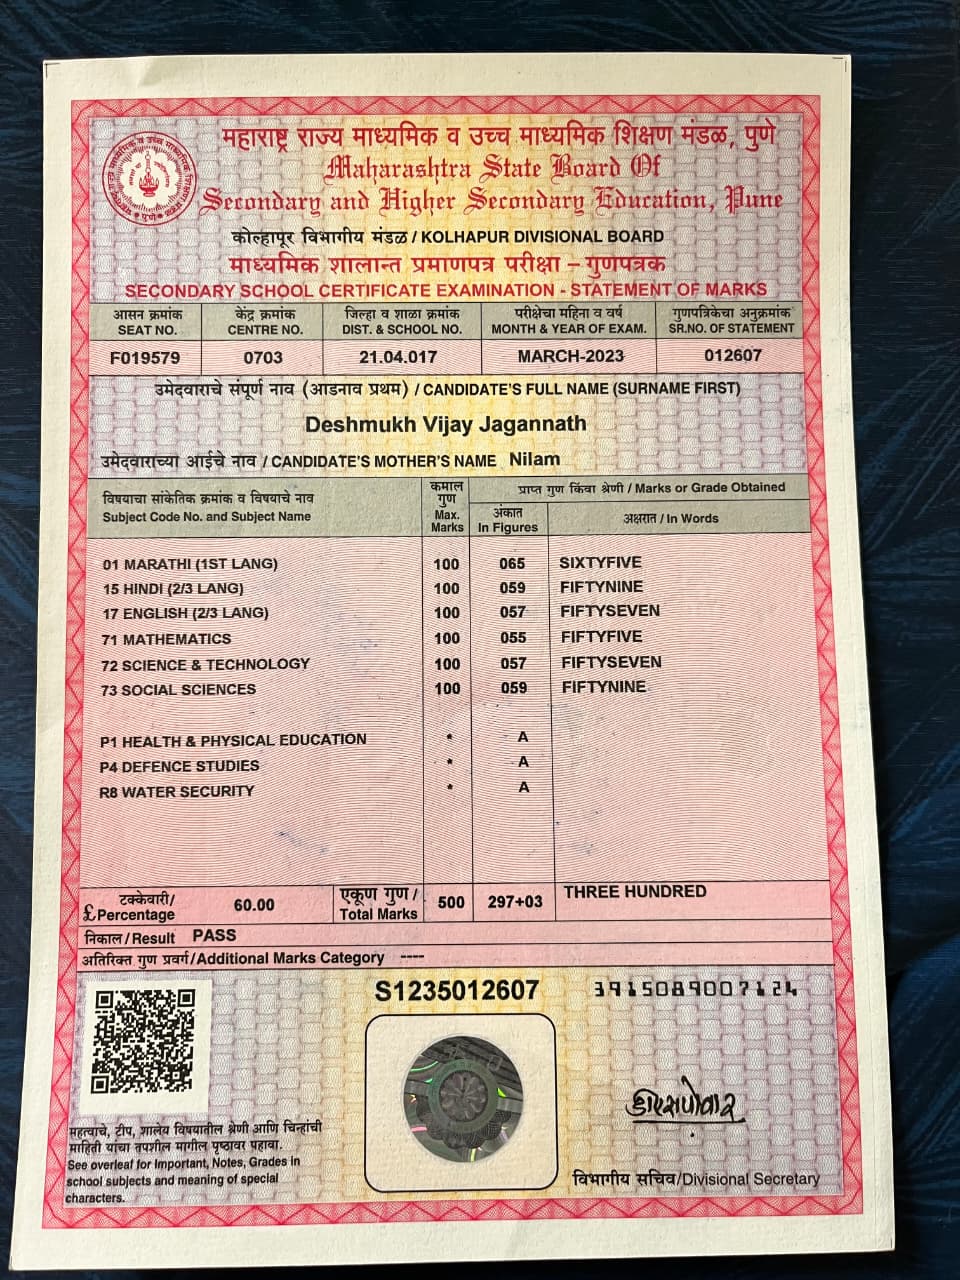 महाराष्ट्र राज्य माध्यमिक व उच्च माध्यमिक शिक्षण मंडळ, पुणे
Maharashtra State Board Of
Secondary and Higher Secondary Education, Pune
कोल्हापूर विभागीय मंडळ / KOLHAPUR DIVISIONAL BOARD
माध्यमिक शालान्त प्रमाणपत्र परीक्षा – गुणपत्रक
SECONDARY SCHOOL CERTIFICATE EXAMINATION - STATEMENT OF MARKS
आसन क्रमांक केंद्र क्रमांक जिल्हा व शाळा क्रमांक परीक्षेचा महिना व वर्ष गुणपत्रिकेचा अनुक्रमांक
SEAT NO. CENTRE NO. DIST. & SCHOOL NO. MONTH & YEAR OF EXAM. SR.NO. OF STATEMENT
F019579 0703 21.04.017 MARCH-2023 012607
उमेदवाराचे संपूर्ण नाव (आडनाव प्रथम) / CANDIDATE'S FULL NAME (SURNAME FIRST)
Deshmukh Vijay Jagannath
उमेदवाराच्या आईचे नाव / CANDIDATE'S MOTHER'S NAME Nilam
विषयाचा सांकेतिक क्रमांक व विषयाचे नाव
Subject Code No. and Subject Name
कमाल
गुण
Max.
Marks
प्राप्त गुण किंवा श्रेणी / Marks or Grade Obtained
अंकात
In Figures
अक्षरात / In Words
01 MARATHI (1ST LANG) 100 065 SIXTYFIVE
15 HINDI (2/3 LANG) 100 059 FIFTYNINE
17 ENGLISH (2/3 LANG) 100 057 FIFTYSEVEN
71 MATHEMATICS 100 055 FIFTYFIVE
72 SCIENCE & TECHNOLOGY 100 057 FIFTYSEVEN
73 SOCIAL SCIENCES 100 059 FIFTYNINE
P1 HEALTH & PHYSICAL EDUCATION * A
P4 DEFENCE STUDIES * A
R8 WATER SECURITY * A
टक्केवारी/
£ Percentage
60.00
एकूण गुण /
Total Marks
500 297+03 THREE HUNDRED
निकाल / Result PASS
अतिरिक्त गुण प्रवर्ग/Additional Marks Category ----
S1235012607 3915089007124
महत्वाचे, टीप, शालेय विषयातील श्रेणी आणि चिन्हांची
माहिती यांचा तपशील मागील पृष्ठावर पहावा.
See overleaf for Important, Notes, Grades in
school subjects and meaning of special
characters.
विभागीय सचिव/Divisional Secretary